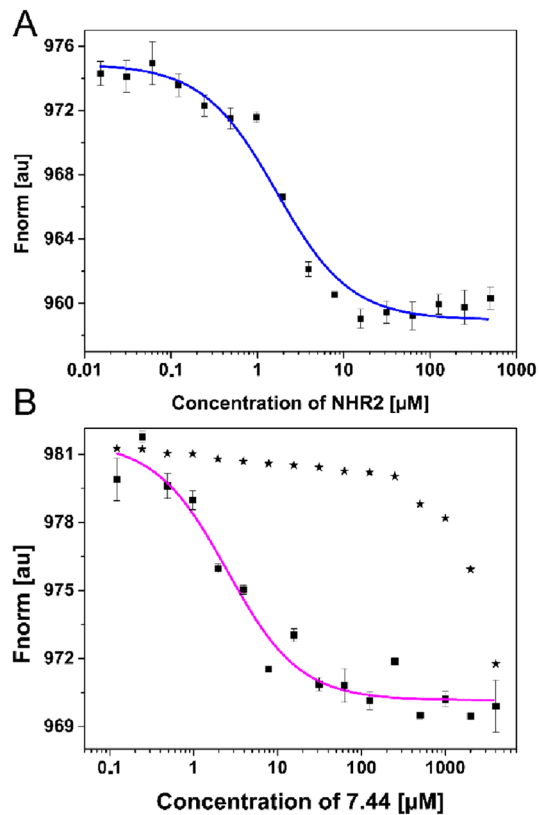 A
976
972
968
964
960
Fnorm [au]
0.01 0.1 1 10 100 1000
Concentration of NHR2 [µM]
B
981
978
975
972
969
Fnorm [au]
0.1 1 10 100 1000
Concentration of 7.44 [µM]